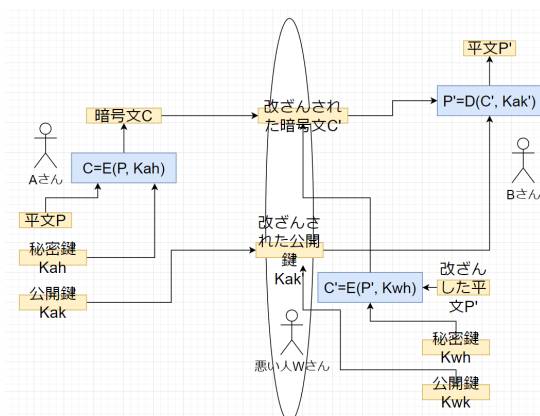 平文P'
P'=D(C', Kak')
暗号文C
改ざんされ
た暗号文C'
Aさん
C=E(P, Kah)
Bさん
平文P
秘密鍵
Kah
改ざんさ
れた公開
鍵
Kak'
公開鍵
Kak
C'=E(P', Kwh)
改ざん
した平
文P'
悪い人Wさん
秘密鍵
Kwh
公開鍵
Kwk